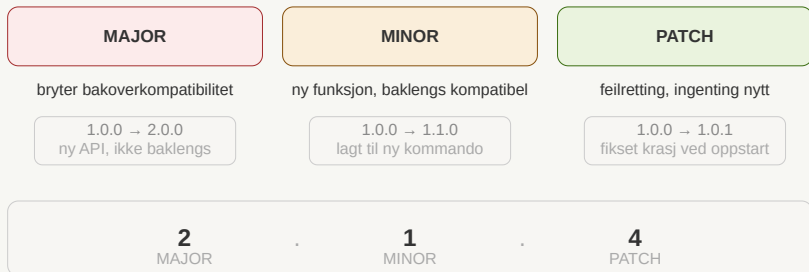 MAJOR
MINOR
PATCH
bryter bakoverkompatibilitet
ny funksjon, baklengs kompatibel
feilretting, ingenting nytt
1.0.0 → 2.0.0
ny API, ikke baklengs
1.0.0 → 1.1.0
lagt til ny kommando
1.0.0 → 1.0.1
fikset krasj ved oppstart
2 . 1 . 4
MAJOR MINOR PATCH